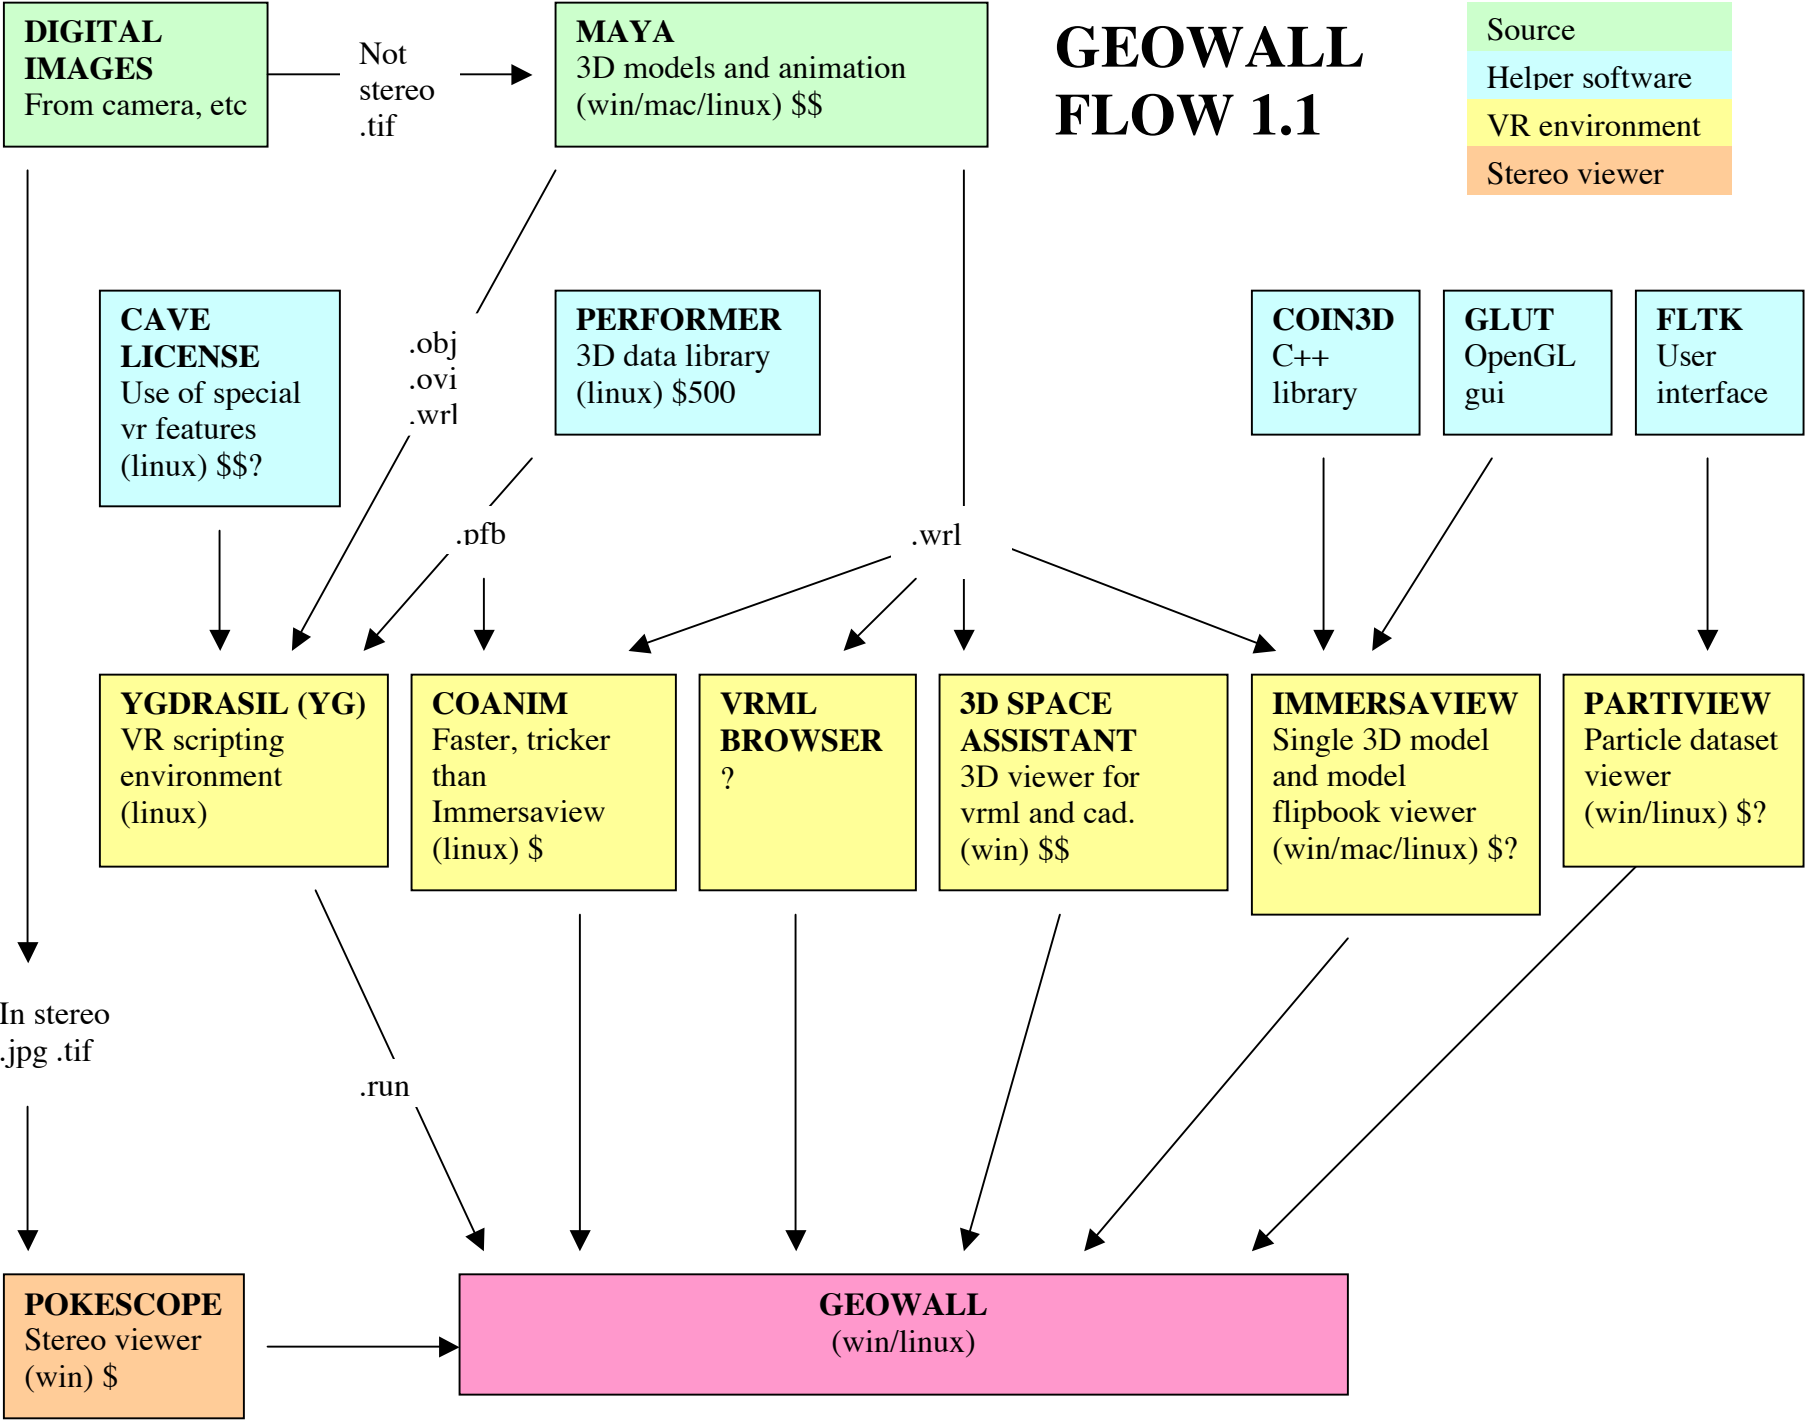 DIGITAL
IMAGES
From camera, etc
Not
stereo
.tif
MAYA
3D models and animation
(win/mac/linux) $$
GEOWALL
FLOW 1.1
Source
Helper software
VR environment
Stereo viewer
CAVE
LICENSE
Use of special
vr features
(linux) $$?
.obj
.ovi
.wrl
PERFORMER
3D data library
(linux) $500
COIN3D
C++
library
GLUT
OpenGL
gui
FLTK
User
interface
.pfb
.wrl
YGDRASIL (YG)
VR scripting
environment
(linux)
COANIM
Faster, tricker
than
Immersaview
(linux) $
VRML
BROWSER
?
3D SPACE
ASSISTANT
3D viewer for
vrml and cad.
(win) $$
IMMERSAVIEW
Single 3D model
and model
flipbook viewer
(win/mac/linux) $?
PARTIVIEW
Particle dataset
viewer
(win/linux) $?
In stereo
.jpg .tif
.run
POKESCOPE
Stereo viewer
(win) $
GEOWALL
(win/linux)